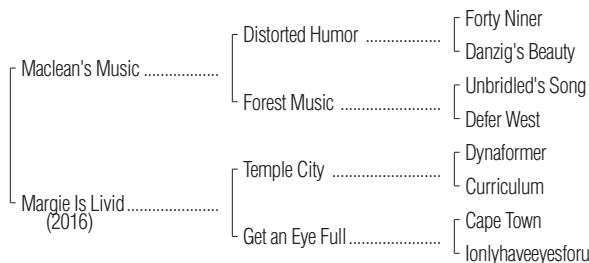 Forty Niner
Distorted Humor ..................
Danzig's Beauty
Maclean's Music ..................
Unbridled's Song
Forest Music ........................
Defer West
Dynaformer
Temple City ..........................
Curriculum
Margie Is Livid ......................
(2016)
Cape Town
Get an Eye Full ......................
Ionlyhaveeyesforu